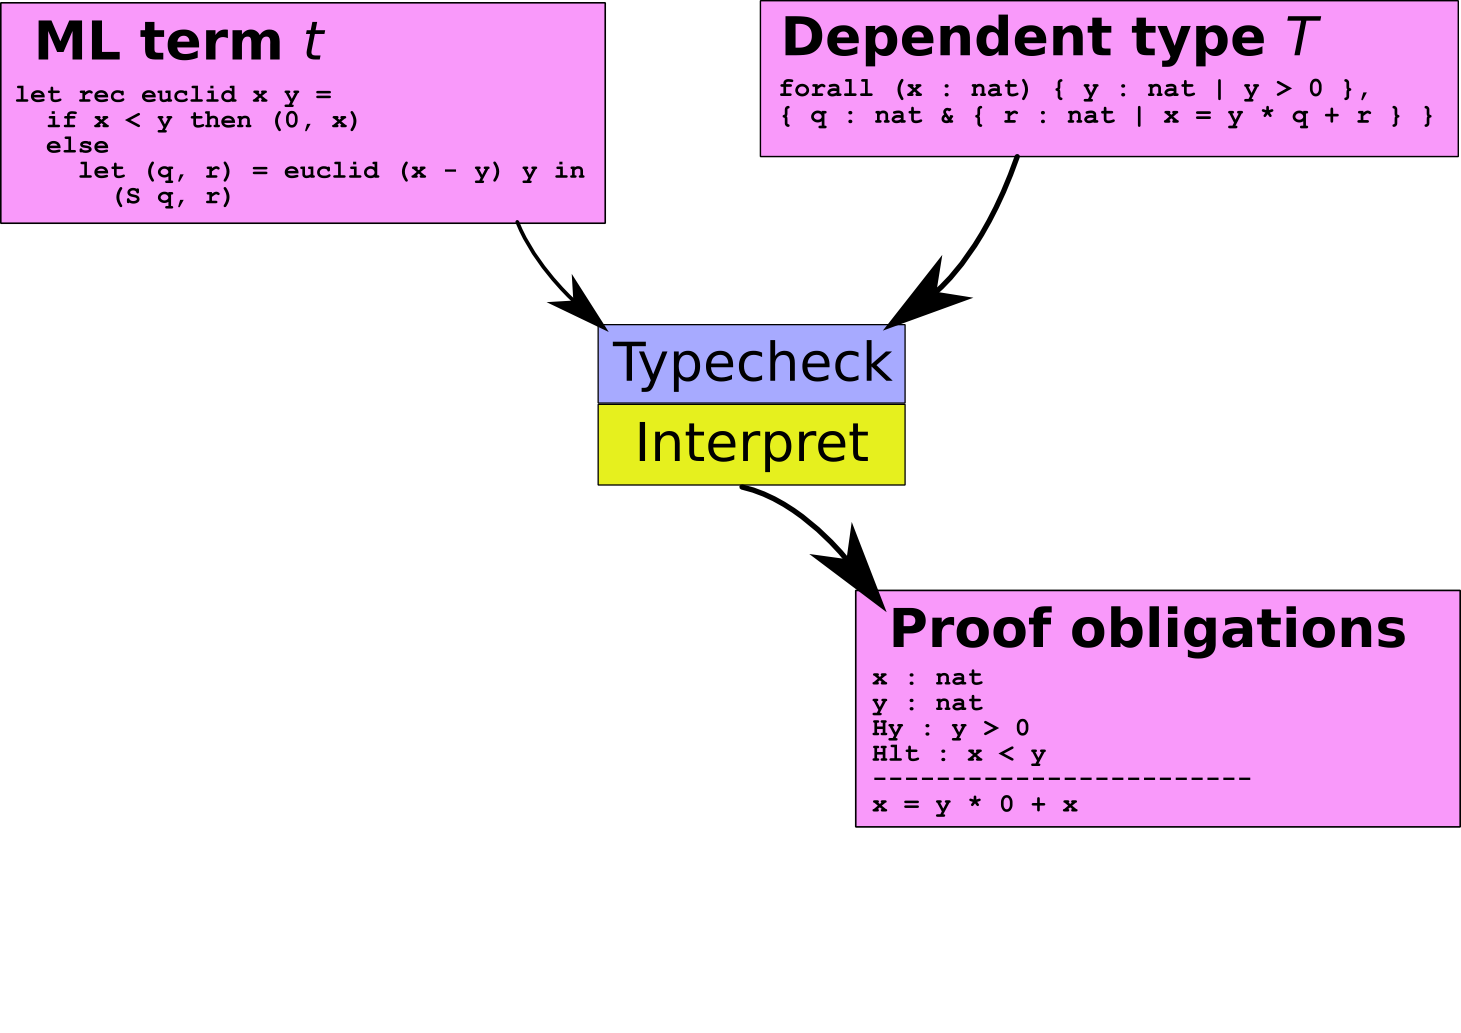 ML term t
let rec euclid x y =
  if x < y then (0, x)
  else
    let (q, r) = euclid (x - y) y in
      (S q, r)
Dependent type T
forall (x : nat) { y : nat | y > 0 },
{ q : nat & { r : nat | x = y * q + r } }
Typecheck
Interpret
Proof obligations
x : nat
y : nat
Hy : y > 0
Hlt : x < y
------------------------
x = y * 0 + x